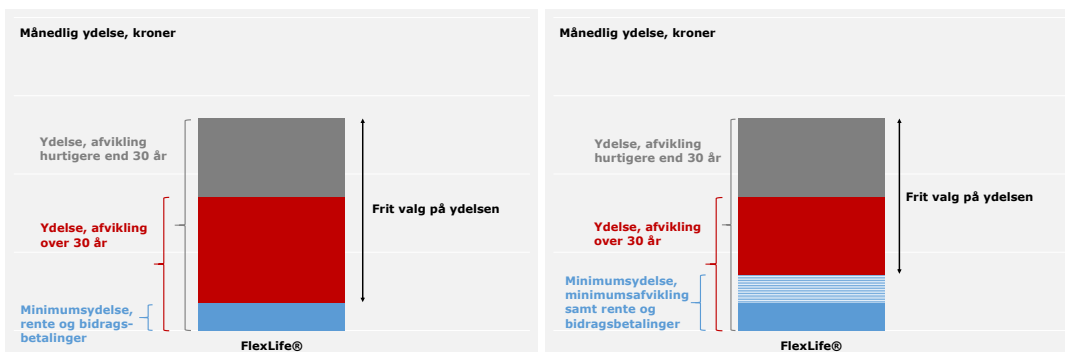 Månedlig ydelse, kroner
Ydelse, afvikling
hurtigere end 30 år
Frit valg på ydelsen
Ydelse, afvikling
over 30 år
Minimumsydelse,
rente og bidrags-
betalinger
FlexLife®
Månedlig ydelse, kroner
Ydelse, afvikling
hurtigere end 30 år
Frit valg på ydelsen
Ydelse, afvikling
over 30 år
Minimumsydelse,
minimumsafvikling
samt rente og
bidragsbetalinger
FlexLife®